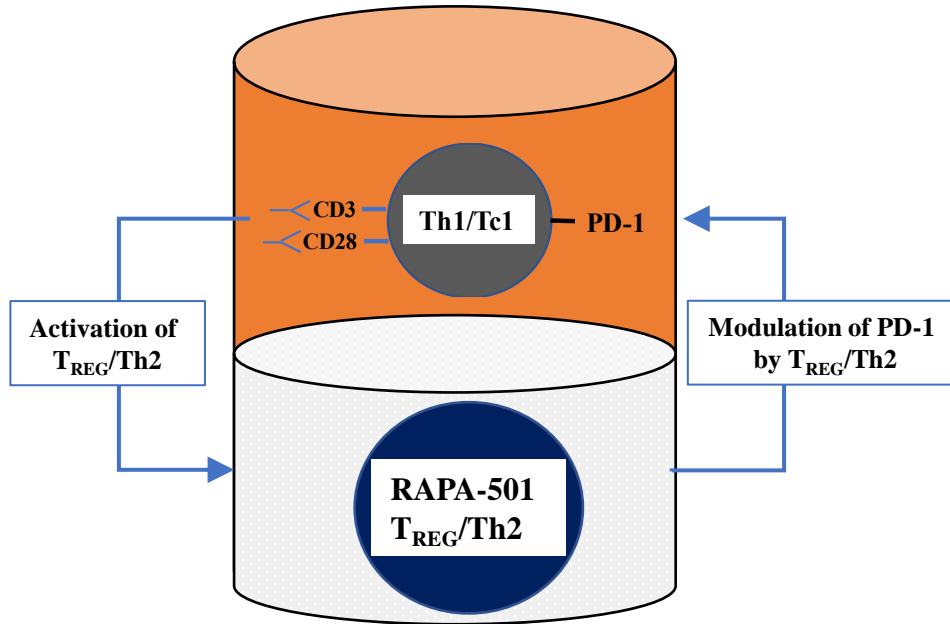 CD3
CD28
Th1/Tc1
PD-1
Activation of
TREG/Th2
Modulation of PD-1
by TREG/Th2
RAPA-501
TREG/Th2